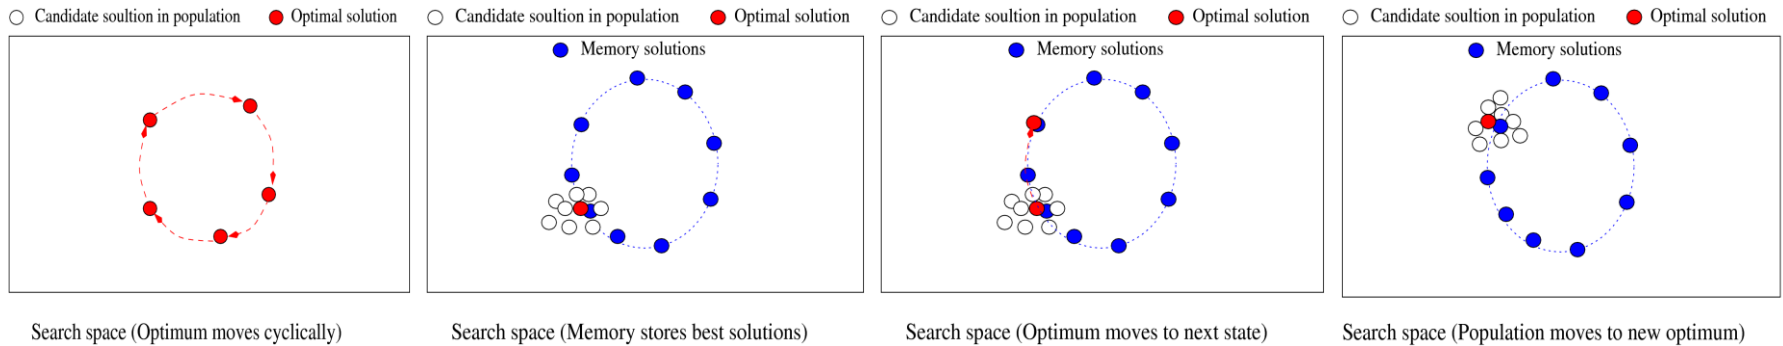 Candidate soultion in population Optimal solution
Search space (Optimum moves cyclically)
Candidate soultion in population Optimal solution
Memory solutions
Search space (Memory stores best solutions)
Candidate soultion in population Optimal solution
Memory solutions
Search space (Optimum moves to next state)
Candidate soultion in population Optimal solution
Memory solutions
Search space (Population moves to new optimum)